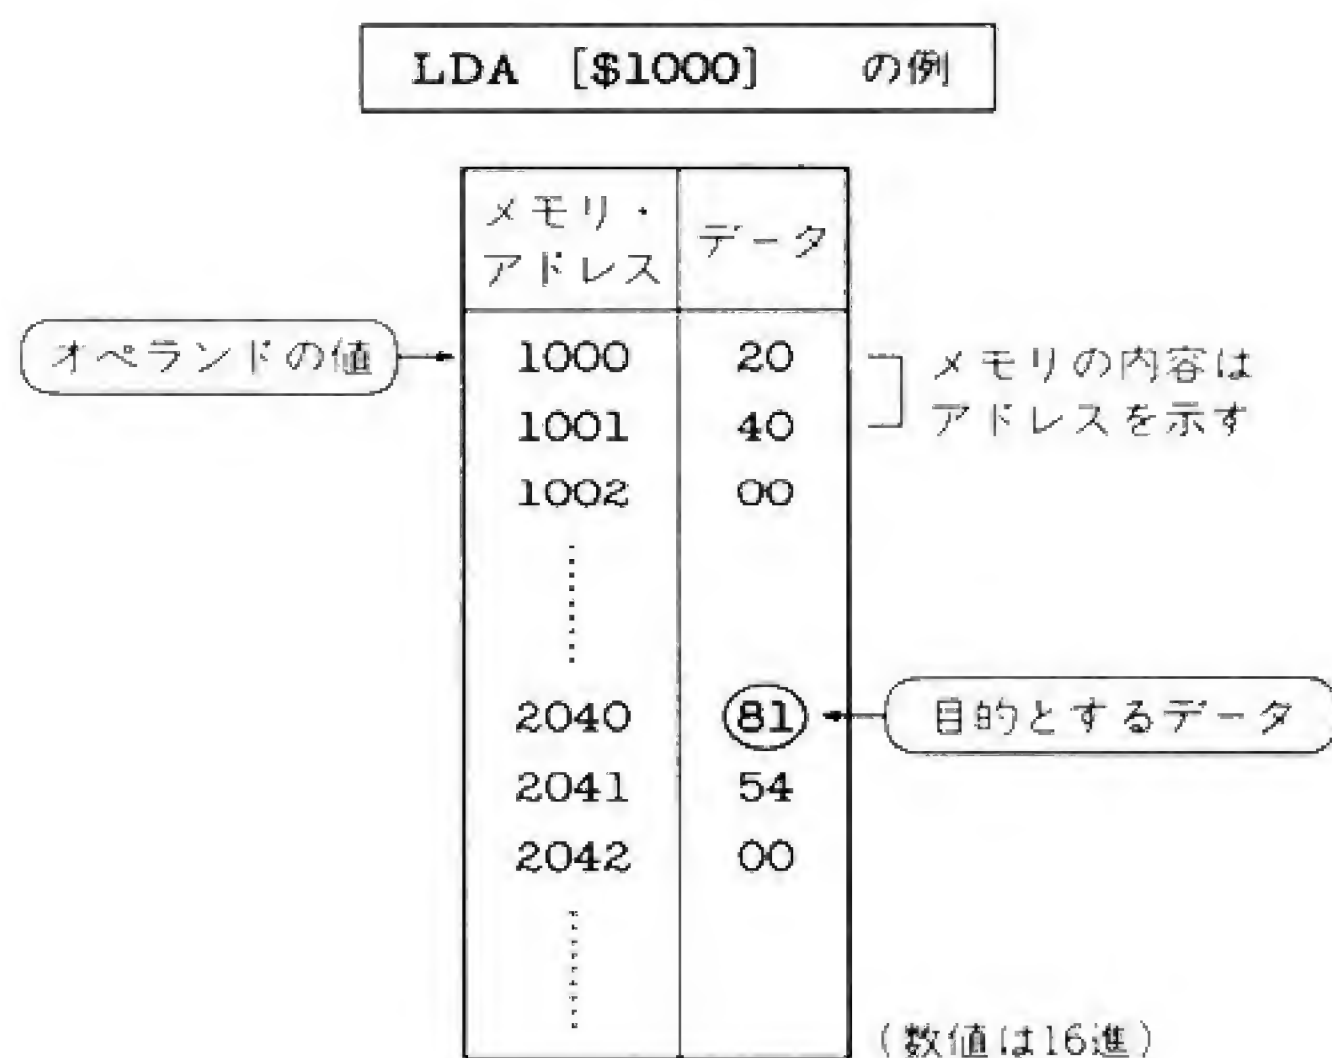 LDA [$1000] の例
メモリ・
アドレス
データ
オペランドの値
1000 20
メモリの内容は
アドレスを示す
1001 40
1002 00
2040 81
目的とするデータ
2041 54
2042 00
(数値は16進)